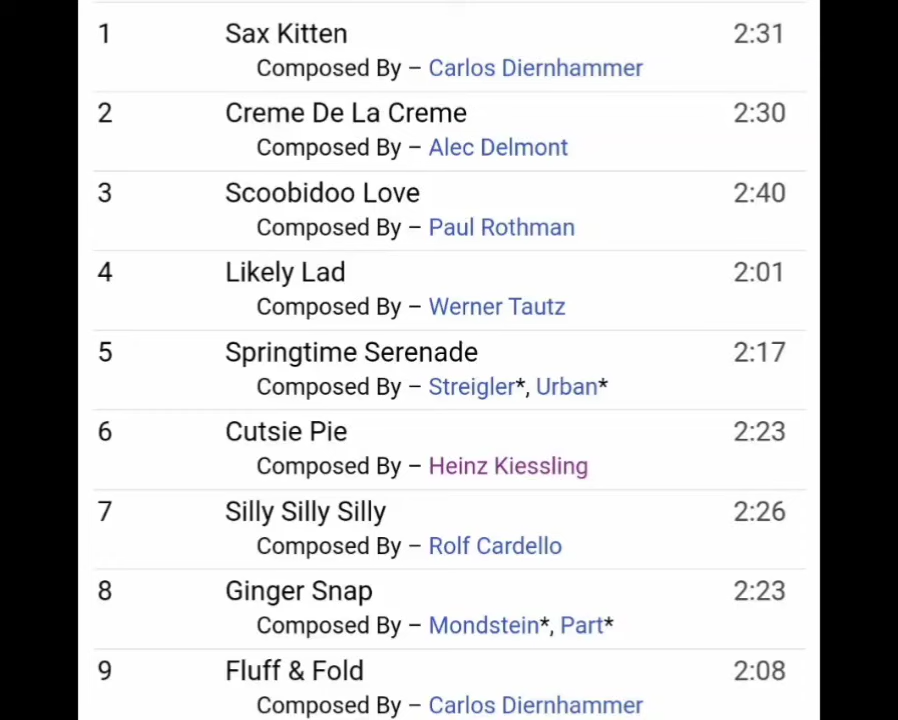 1 Sax Kitten 2:31
Composed By – Carlos Diernhammer
2 Creme De La Creme 2:30
Composed By – Alec Delmont
3 Scoobidoo Love 2:40
Composed By – Paul Rothman
4 Likely Lad 2:01
Composed By – Werner Tautz
5 Springtime Serenade 2:17
Composed By – Streigler*, Urban*
6 Cutsie Pie 2:23
Composed By – Heinz Kiessling
7 Silly Silly Silly 2:26
Composed By – Rolf Cardello
8 Ginger Snap 2:23
Composed By – Mondstein*, Part*
9 Fluff & Fold 2:08
Composed By – Carlos Diernhammer